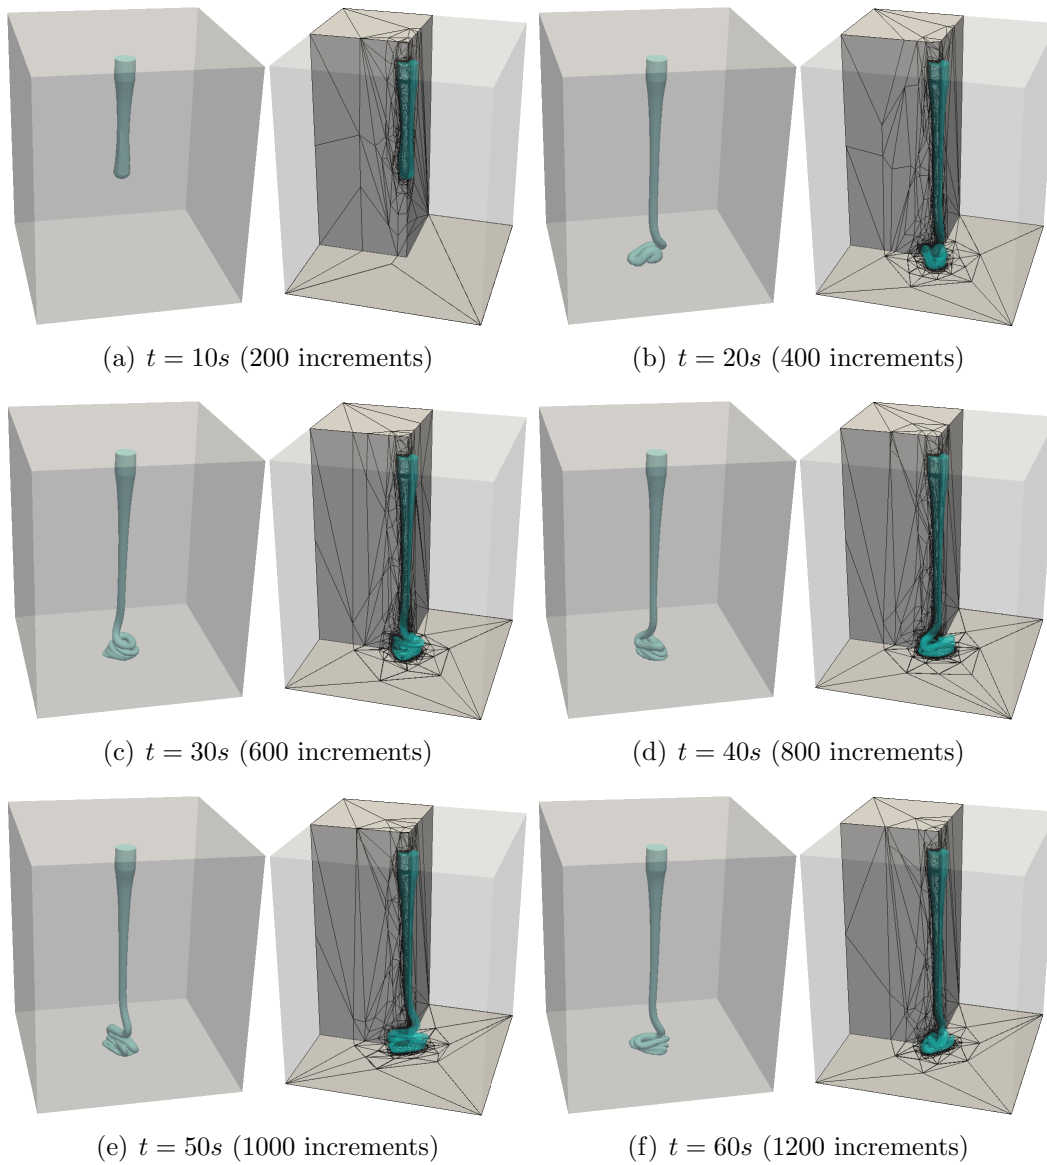 (a) t = 10s (200 increments)
(b) t = 20s (400 increments)
(c) t = 30s (600 increments)
(d) t = 40s (800 increments)
(e) t = 50s (1000 increments)
(f) t = 60s (1200 increments)